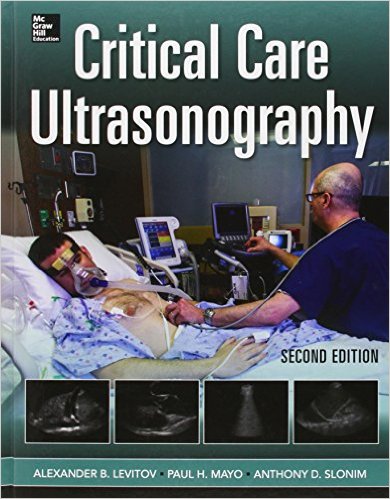 Mc
Graw
Hill
Education
Critical Care
Ultrasonography
SECOND EDITION
ALEXANDER B. LEVITOV • PAUL H. MAYO • ANTHONY D. SLONIM